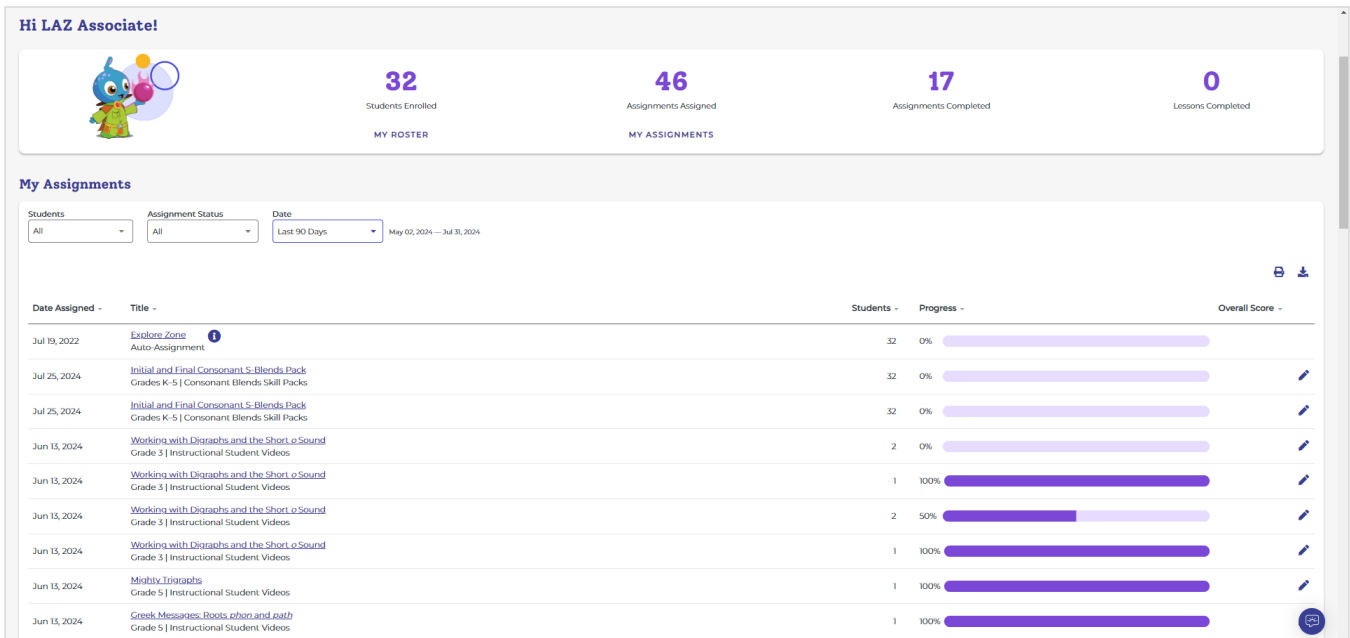 Hi LAZ Associate!
32
Students Enrolled
MY ROSTER
46
Assignments Assigned
MY ASSIGNMENTS
17
Assignments Completed
0
Lessons Completed
My Assignments
Students
All
Assignment Status
All
Date
Last 90 Days
May 02, 2024 — Jul 31, 2024
Date Assigned Title Students Progress Overall Score
Jul 19, 2022 Explore Zone 32 0%
Auto-Assignment
Jul 25, 2024 Initial and Final Consonant S-Blends Pack 32 0%
Grades K–5 | Consonant Blends Skill Packs
Jul 25, 2024 Initial and Final Consonant S-Blends Pack 32 0%
Grades K–5 | Consonant Blends Skill Packs
Jun 13, 2024 Working with Digraphs and the Short o Sound 2 0%
Grade 3 | Instructional Student Videos
Jun 13, 2024 Working with Digraphs and the Short o Sound 1 100%
Grade 3 | Instructional Student Videos
Jun 13, 2024 Working with Digraphs and the Short o Sound 2 50%
Grade 3 | Instructional Student Videos
Jun 13, 2024 Working with Digraphs and the Short o Sound 1 100%
Grade 3 | Instructional Student Videos
Jun 13, 2024 Mighty Trigraphs 1 100%
Grade 5 | Instructional Student Videos
Jun 13, 2024 Greek Messages: Roots phon and path 1 100%
Grade 5 | Instructional Student Videos